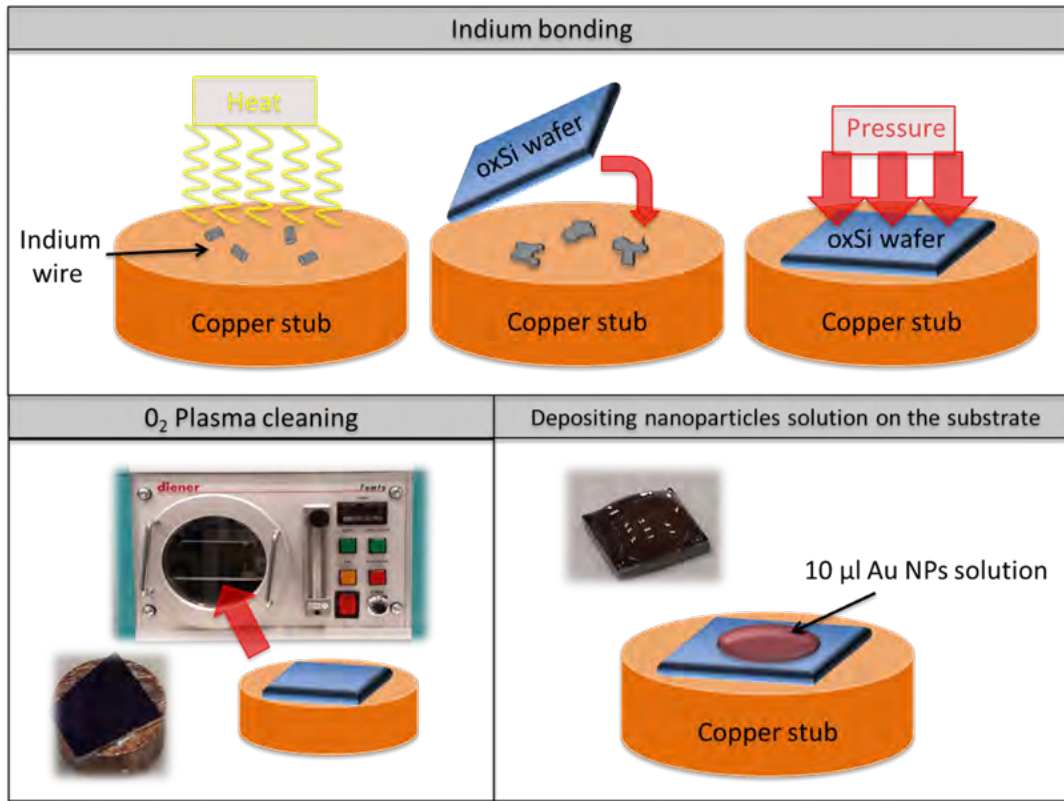 Indium bonding
Heat
oxSi wafer
Pressure
Indium
wire
oxSi wafer
Copper stub
Copper stub
Copper stub
0₂ Plasma cleaning
Depositing nanoparticles solution on the substrate
diener
femto
10 µl Au NPs solution
Copper stub